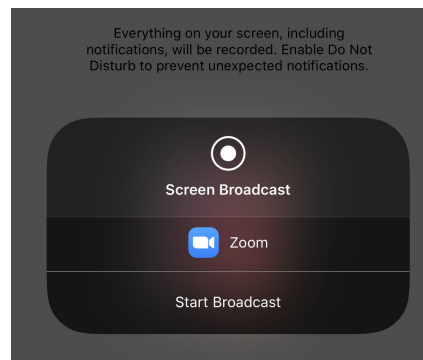 Everything on your screen, including
notifications, will be recorded. Enable Do Not
Disturb to prevent unexpected notifications.
Screen Broadcast
Zoom
Start Broadcast